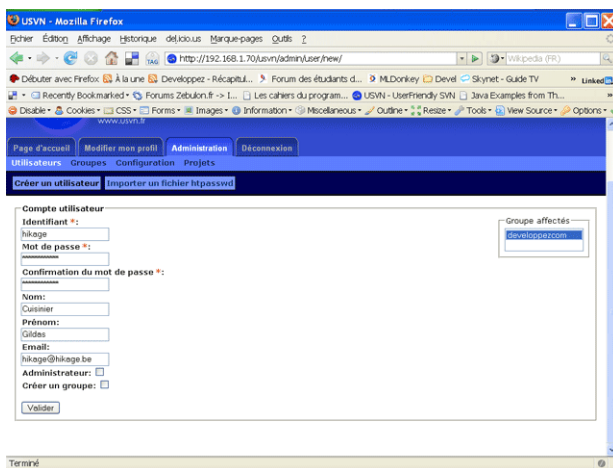 USVN - Mozilla Firefox
Fichier Édition Affichage Historique del.icio.us Marque-pages Outils ?
TAG http://192.168.1.70/usvn/admin/user/new/ Wikipedia (FR)
Débuter avec Firefox À la une Developpez - Récapitul... Forum des étudiants d... MLDonkey Devel Skynet - Guide TV » Linked
Recently Bookmarked Forums Zebulon.fr -> I... Les cahiers du program... USVN - UserFriendly SVN Java Examples from Th... »
Disable Cookies CSS Forms Images Information Miscellaneous Outline Resize Tools View Source Options
www.usvn.fr
Page d'accueil Modifier mon profil Administration Déconnexion
Utilisateurs Groupes Configuration Projets
Créer un utilisateur Importer un fichier htpasswd
Compte utilisateur
Groupe affectés
Identifiant *:
hikage
developpezcom
Mot de passe *:
Confirmation du mot de passe *:
Nom:
Cuisinier
Prénom:
Gildas
Email:
hikage@hikage.be
Administrateur:
Créer un groupe:
Valider
Terminé